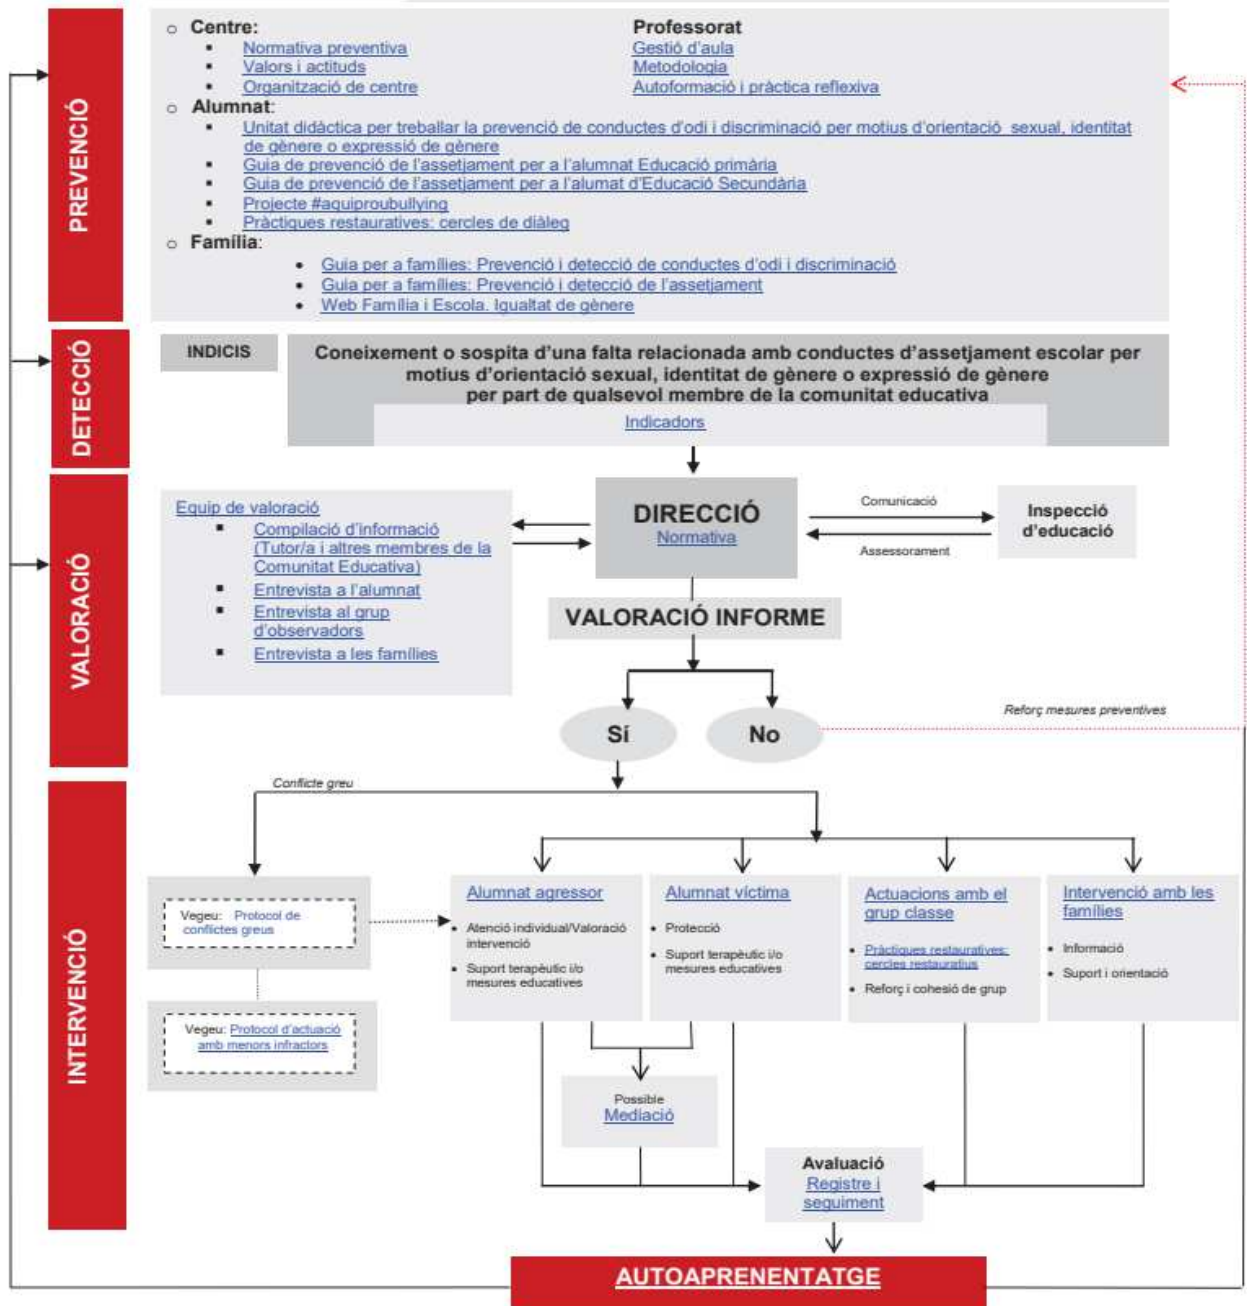 PREVENCIÓ
Centre:
Normativa preventiva
Valors i actituds
Organització de centre
Professorat
Gestió d'aula
Metodologia
Autoformació i pràctica reflexiva
Alumnat:
Unitat didàctica per treballar la prevenció de conductes d'odi i discriminació per motius d'orientació sexual, identitat
de gènere o expressió de gènere
Guia de prevenció de l'assetjament per a l'alumnat Educació primària
Guia de prevenció de l'assetjament per a l'alumat d'Educació Secundària
Projecte #aquiproubullying
Pràctiques restauratives: cercles de diàleg
Família:
Guia per a famílies: Prevenció i detecció de conductes d'odi i discriminació
Guia per a famílies: Prevenció i detecció de l'assetjament
Web Família i Escola. Igualtat de gènere
DETECCIÓ
INDICIS
Coneixement o sospita d'una falta relacionada amb conductes d'assetjament escolar per
motius d'orientació sexual, identitat de gènere o expressió de gènere
per part de qualsevol membre de la comunitat educativa
Indicadors
VALORACIÓ
Equip de valoració
Compilació d'informació
(Tutor/a i altres membres de la
Comunitat Educativa)
Entrevista a l'alumnat
Entrevista al grup
d'observadors
Entrevista a les famílies
DIRECCIÓ
Normativa
Comunicació
Assessorament
Inspecció
d'educació
VALORACIÓ INFORME
Sí
No
Reforç mesures preventives
INTERVENCIÓ
Conflicte greu
Vegeu: Protocol de
conflictes greus
Vegeu: Protocol d'actuació
amb menors infractors
Alumnat agressor
Atenció individual/Valoració
intervenció
Suport terapèutic i/o
mesures educatives
Alumnat víctima
Protecció
Suport terapèutic i/o
mesures educatives
Actuacions amb el
grup classe
Pràctiques restauratives:
cercles restauratius
Reforç i cohesió de grup
Intervenció amb les
famílies
Informació
Suport i orientació
Possible
Mediació
Avaluació
Registre i
seguiment
AUTOAPRENENTATGE